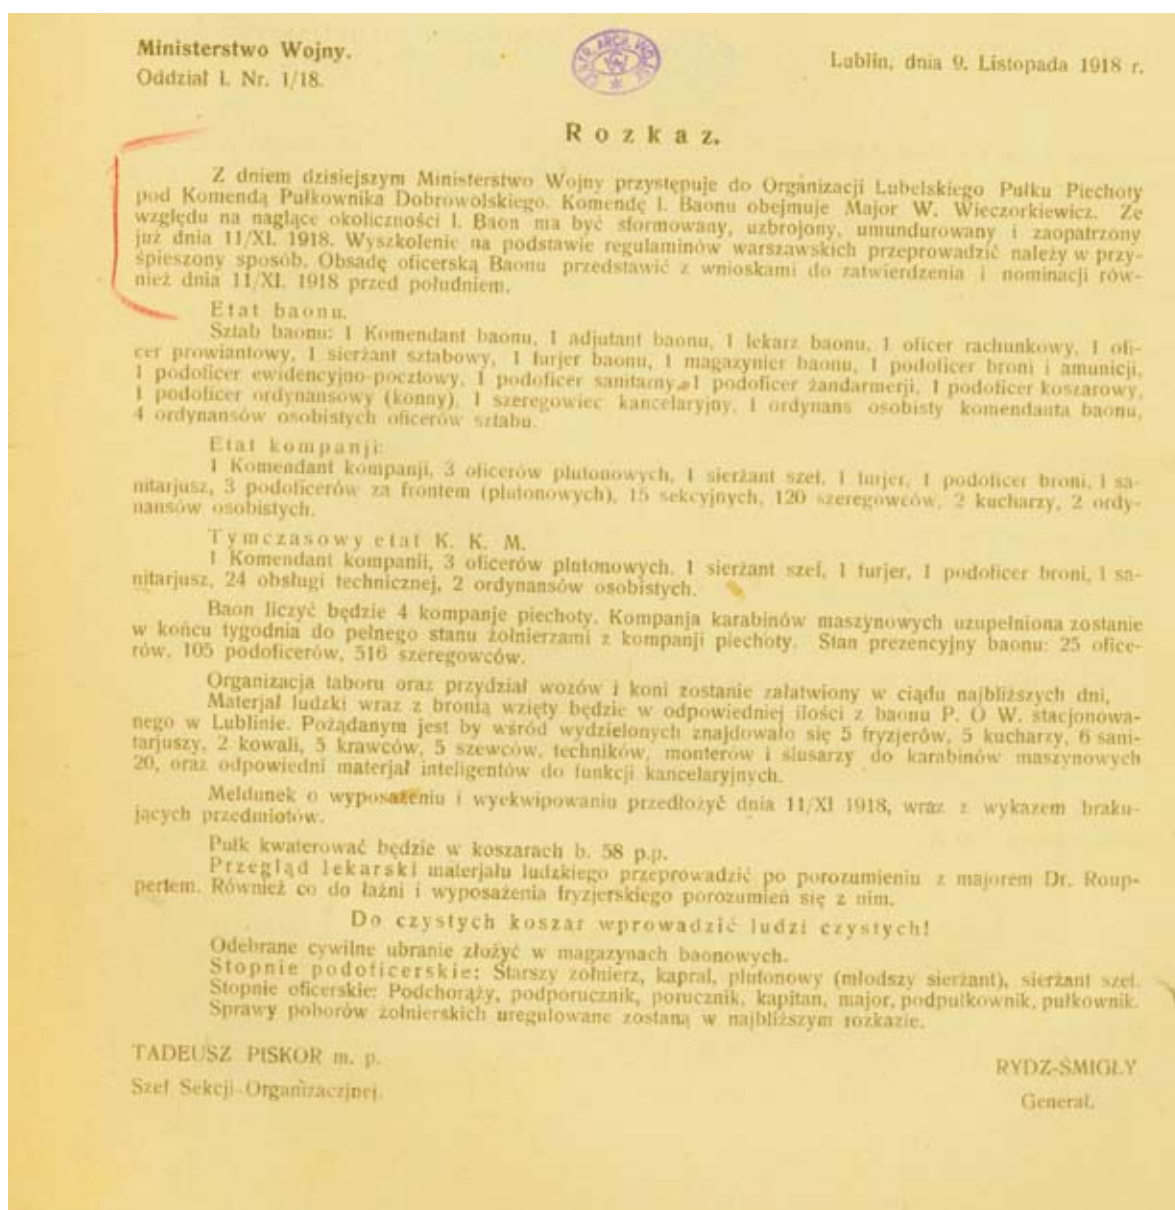 Ministerstwo Wojny.
Oddział I. Nr. 1/18.
CENTR. ARCH. WOJSK
Lublin, dnia 9. Listopada 1918 r.
Rozkaz.
Z dniem dzisiejszym Ministerstwo Wojny przystępuje do Organizacji Lubelskiego Pułku Piechoty
pod Komendą Pułkownika Dobrowolskiego. Komendę I. Baonu obejmuje Major W. Wieczorkiewicz. Ze
względu na naglące okoliczności I. Baon ma być sformowany, uzbrojony, umundurowany i zaopatrzony
już dnia 11/XI. 1918. Wyszkolenie na podstawie regulaminów warszawskich przeprowadzić należy w przy-
śpieszony sposób. Obsadę oficerską Baonu przedstawić z wnioskami do zatwierdzenia i nominacji rów-
nież dnia 11/XI. 1918 przed południem.
Etat baonu.
Sztab baonu: 1 Komendant baonu, 1 adjutant baonu, 1 lekarz baonu, 1 oficer rachunkowy, 1 ofi-
cer prowiantowy, 1 sierżant sztabowy, 1 furjer baonu, 1 magazynier baonu, 1 podoficer broni i amunicji,
1 podoficer ewidencyjno-pocztowy, 1 podoficer sanitarny, 1 podoficer żandarmerji, 1 podoficer koszarowy,
1 podoficer ordynansowy (konny), 1 szeregowiec kancelaryjny, 1 ordynans osobisty komendanta baonu,
4 ordynansów osobistych oficerów sztabu.
Etat kompanji:
1 Komendant kompanji, 3 oficerów plutonowych, 1 sierżant szef, 1 furjer, 1 podoficer broni, 1 sa-
nitarjusz, 3 podoficerów za frontem (plutonowych), 15 sekcyjnych, 120 szeregowców, 2 kucharzy, 2 ordy-
nansów osobistych.
Tymczasowy etat K. K. M.
1 Komendant kompanii, 3 oficerów plutonowych, 1 sierżant szef, 1 furjer, 1 podoficer broni, 1 sa-
nitarjusz, 24 obsługi technicznej, 2 ordynansów osobistych.
Baon liczyć będzie 4 kompanje piechoty. Kompanja karabinów maszynowych uzupełniona zostanie
w końcu tygodnia do pełnego stanu żołnierzami z kompanji piechoty. Stan prezencyjny baonu: 25 ofice-
rów, 105 podoficerów, 516 szeregowców.
Organizacja taboru oraz przydział wozów i koni zostanie załatwiony w ciądu najbliższych dni,
Materjał ludzki wraz z bronią wzięty będzie w odpowiedniej ilości z baonu P. O W. stacjonowa-
nego w Lublinie. Pożądanym jest by wśród wydzielonych znajdowało się 5 fryzjerów, 5 kucharzy, 6 sani-
tarjuszy, 2 kowali, 5 krawców, 5 szewców, techników, monterów i ślusarzy do karabinów maszynowych
20, oraz odpowiedni materjał inteligentów do funkcji kancelaryjnych.
Meldunek o wyposażeniu i wyekwipowaniu przedłożyć dnia 11/XI 1918, wraz z wykazem braku-
jących przedmiotów.
Pułk kwaterować będzie w koszarach b. 58 p.p.
Przegląd lekarski materjału ludzkiego przeprowadzić po porozumieniu z majorem Dr. Roup-
pertem. Również co do łaźni i wyposażenia fryzjerskiego porozumień się z nim.
Do czystych koszar wprowadzić ludzi czystych!
Odebrane cywilne ubranie złożyć w magazynach baonowych.
Stopnie podoficerskie: Starszy żołnierz, kapral, plutonowy (młodszy sierżant), sierżant szef.
Stopnie oficerskie: Podchorąży, podporucznik, porucznik, kapitan, major, podpułkownik, pułkownik.
Sprawy poborów żołnierskich uregulowane zostaną w najbliższym rozkazie.
TADEUSZ PISKOR m. p.
Szef Sekcji-Organizaczjnej.
RYDZ-ŚMIGŁY
Generał.